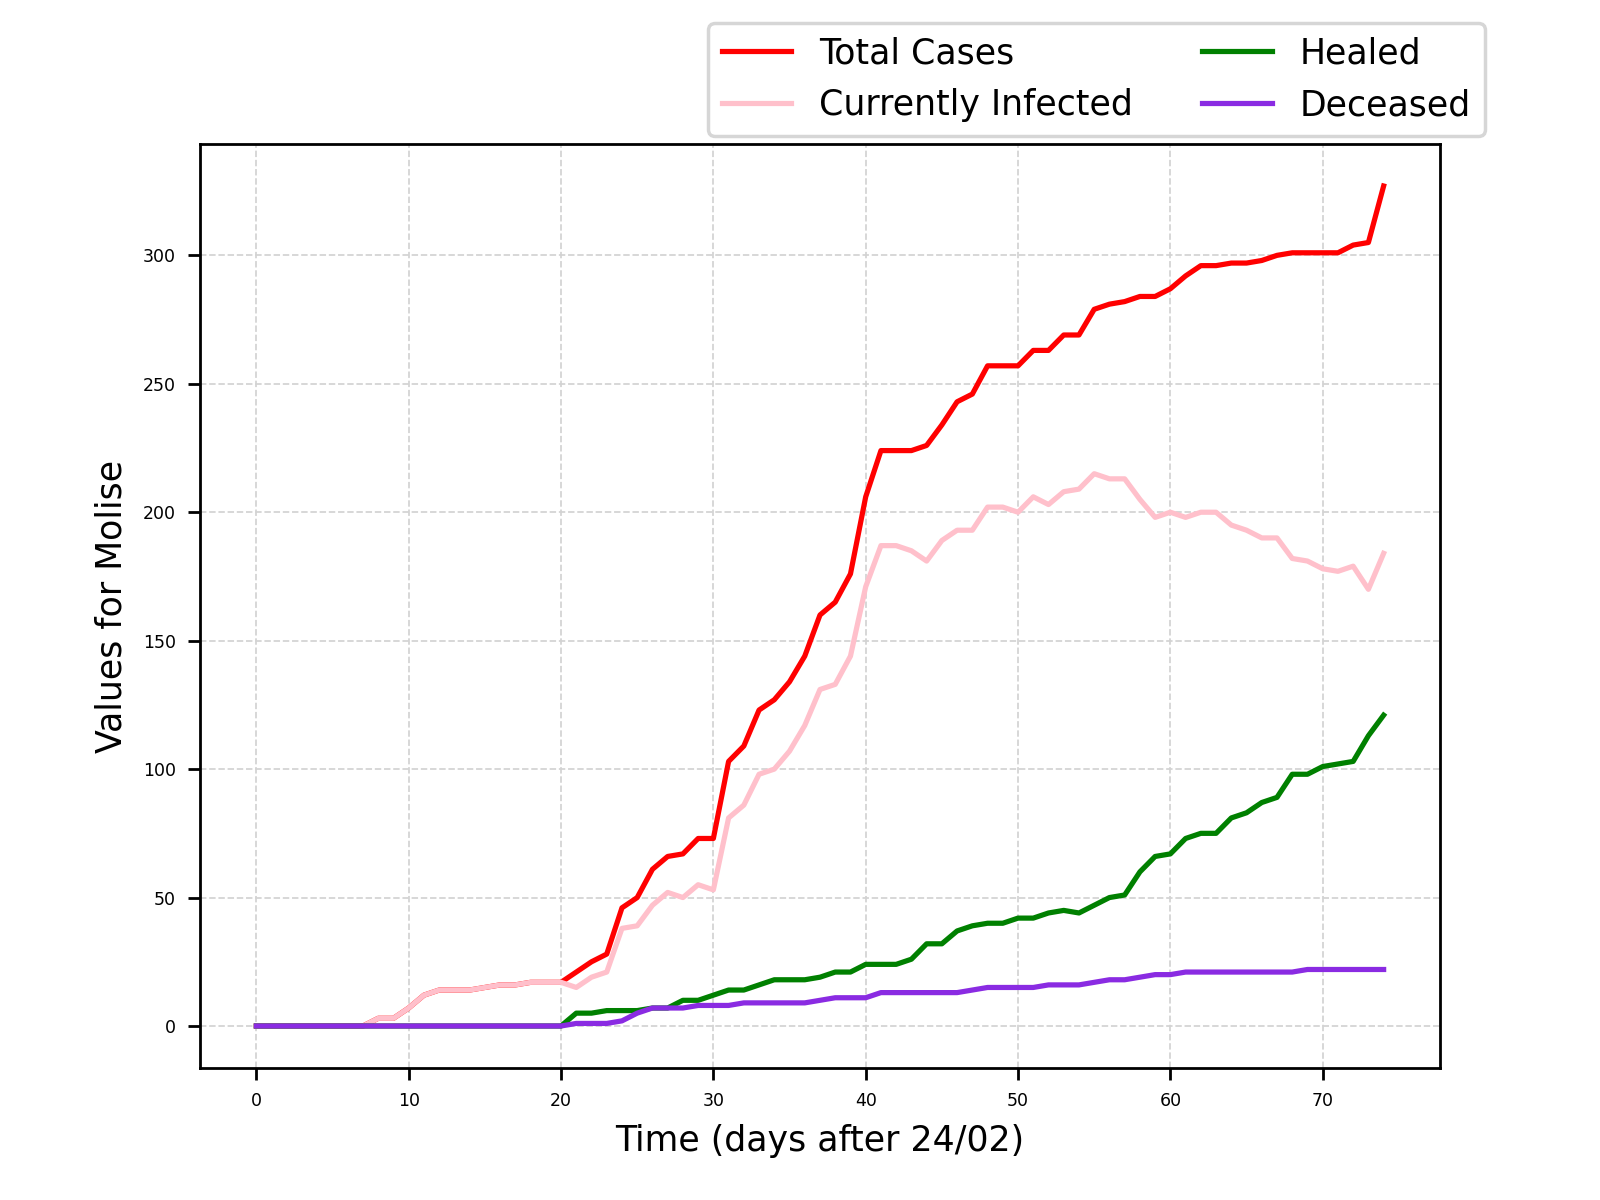 Total Cases
Currently Infected
Healed
Deceased
Values for Molise
300
250
200
150
100
50
0
0 10 20 30 40 50 60 70
Time (days after 24/02)